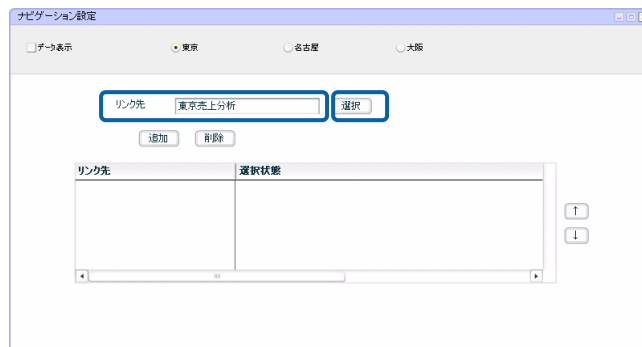 ナビゲーション設定
データ表示 東京 名古屋 大阪
リンク先 東京売上分析 選択
追加 削除
リンク先 選択状態
↑
↓